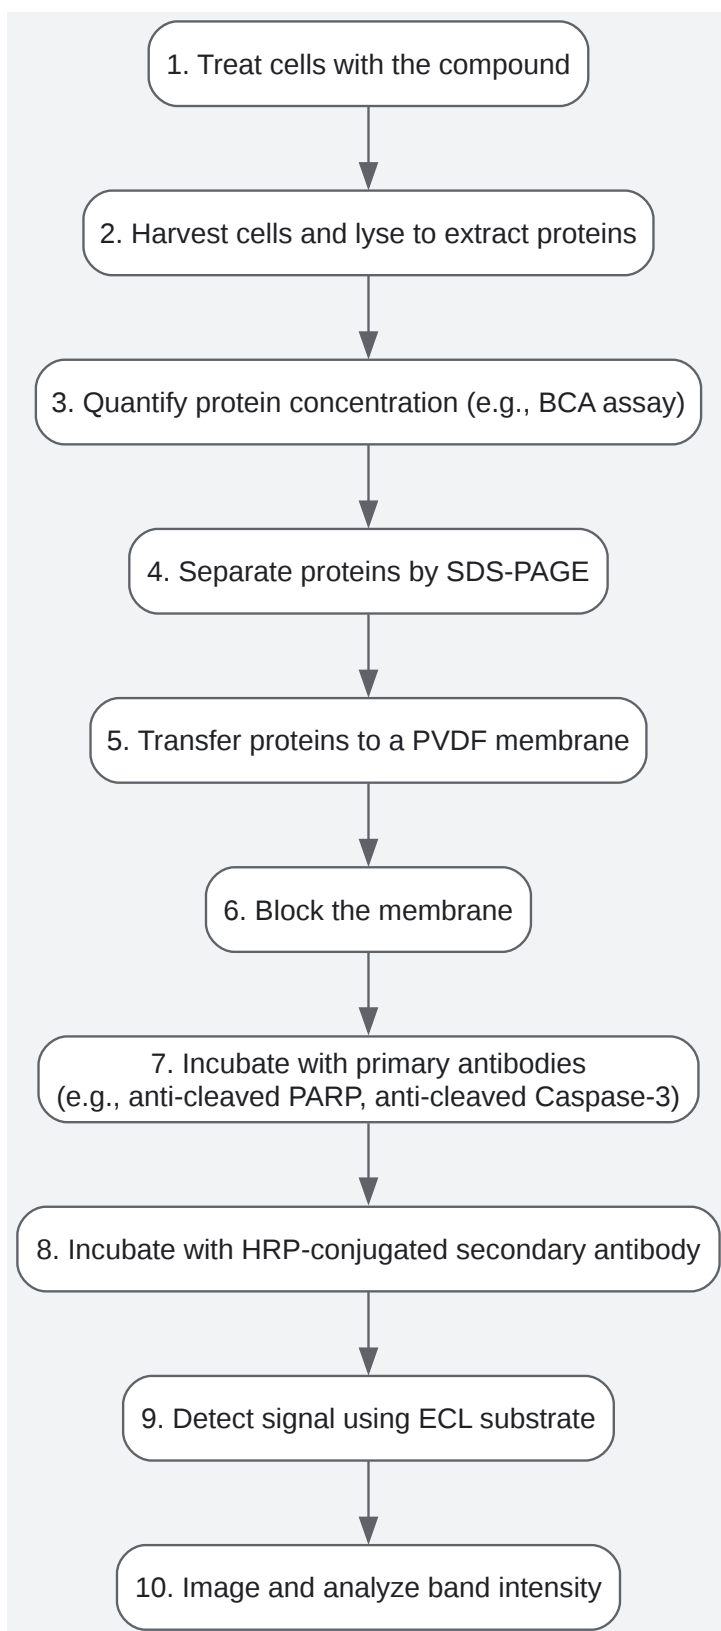 1. Treat cells with the compound
2. Harvest cells and lyse to extract proteins
3. Quantify protein concentration (e.g., BCA assay)
4. Separate proteins by SDS-PAGE
5. Transfer proteins to a PVDF membrane
6. Block the membrane
7. Incubate with primary antibodies
(e.g., anti-cleaved PARP, anti-cleaved Caspase-3)
8. Incubate with HRP-conjugated secondary antibody
9. Detect signal using ECL substrate
10. Image and analyze band intensity